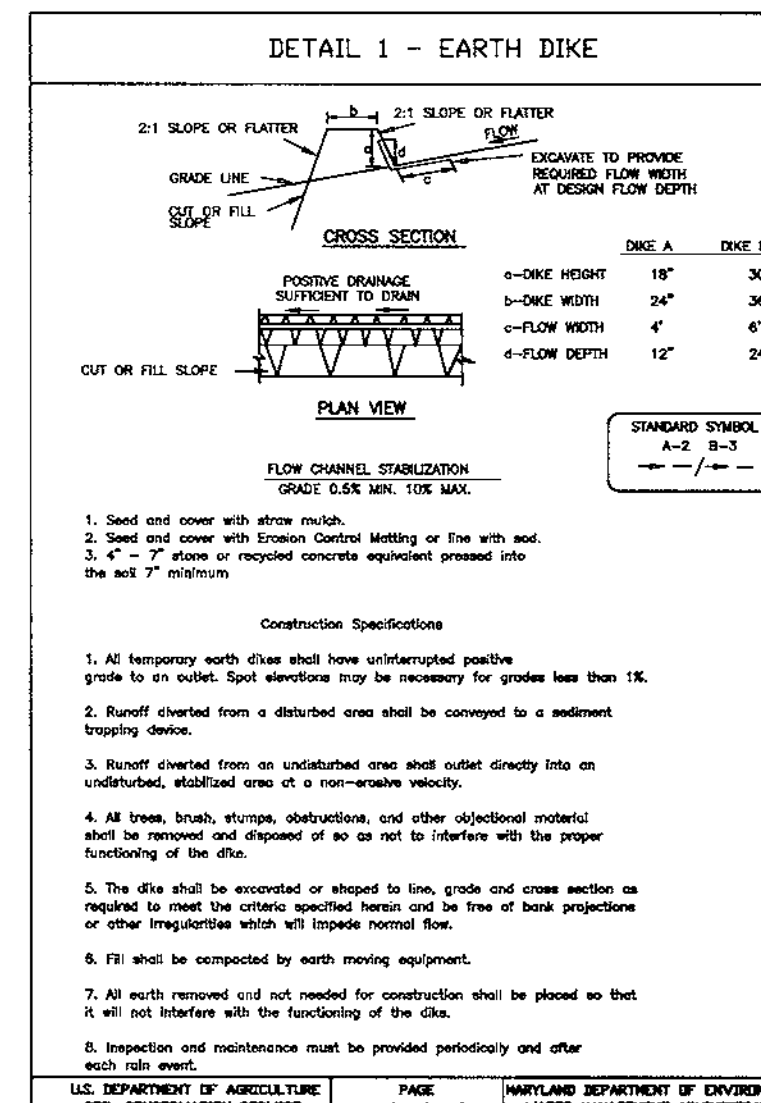 DETAIL 1 - EARTH DIKE
b
2:1 SLOPE OR FLATTER
2:1 SLOPE OR FLATTER
FLOW
a
d
EXCAVATE TO PROVIDE
REQUIRED FLOW WIDTH
AT DESIGN FLOW DEPTH
GRADE LINE
c
CUT OR FILL
SLOPE
CROSS SECTION
DIKE A DIKE
a-DIKE HEIGHT 18" 30
b-DIKE WIDTH 24" 36
c-FLOW WIDTH 4' 6'
d-FLOW DEPTH 12" 24
POSITIVE DRAINAGE
SUFFICIENT TO DRAIN
CUT OR FILL SLOPE
PLAN VIEW
STANDARD SYMBOL
A-2 B-3
FLOW CHANNEL STABILIZATION
GRADE 0.5% MIN. 10% MAX.
1. Seed and cover with straw mulch.
2. Seed and cover with Erosion Control Matting or line with sod.
3. 4" - 7" stone or recycled concrete equivalent pressed into
the soil 7" minimum
Construction Specifications
1. All temporary earth dikes shall have uninterrupted positive
grade to an outlet. Spot elevations may be necessary for grades less than 1%.
2. Runoff diverted from a disturbed area shall be conveyed to a sediment
trapping device.
3. Runoff diverted from an undisturbed area shall outlet directly into an
undisturbed, stabilized area at a non-erosive velocity.
4. All trees, brush, stumps, obstructions, and other objectional material
shall be removed and disposed of so as not to interfere with the proper
functioning of the dike.
5. The dike shall be excavated or shaped to line, grade and cross section as
required to meet the criteria specified herein and be free of bank projections
or other irregularities which will impede normal flow.
6. Fill shall be compacted by earth moving equipment.
7. All earth removed and not needed for construction shall be placed so that
it will not interfere with the functioning of the dike.
8. Inspection and maintenance must be provided periodically and after
each rain event.
U.S. DEPARTMENT OF AGRICULTURE PAGE MARYLAND DEPARTMENT OF